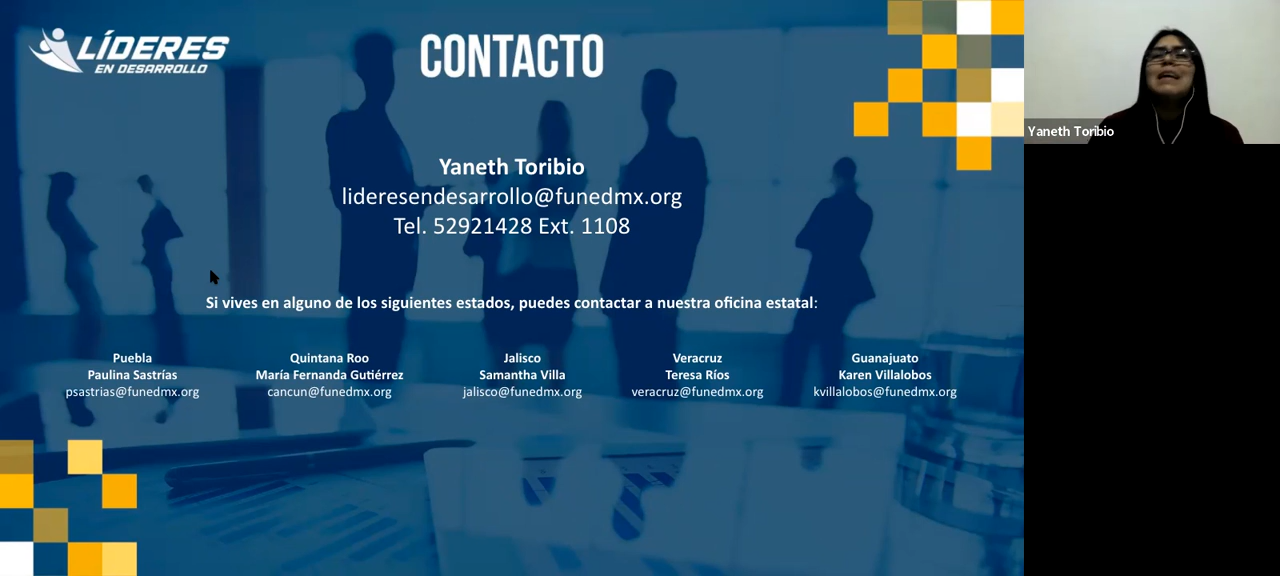 LÍDERES
EN DESARROLLO
CONTACTO
Yaneth Toribio
Yaneth Toribio
lideresendesarrollo@funedmx.org
Tel. 52921428 Ext. 1108
Si vives en alguno de los siguientes estados, puedes contactar a nuestra oficina estatal:
Puebla
Paulina Sastrías
psastrias@funedmx.org
Quintana Roo
María Fernanda Gutiérrez
cancun@funedmx.org
Jalisco
Samantha Villa
jalisco@funedmx.org
Veracruz
Teresa Ríos
veracruz@funedmx.org
Guanajuato
Karen Villalobos
kvillalobos@funedmx.org